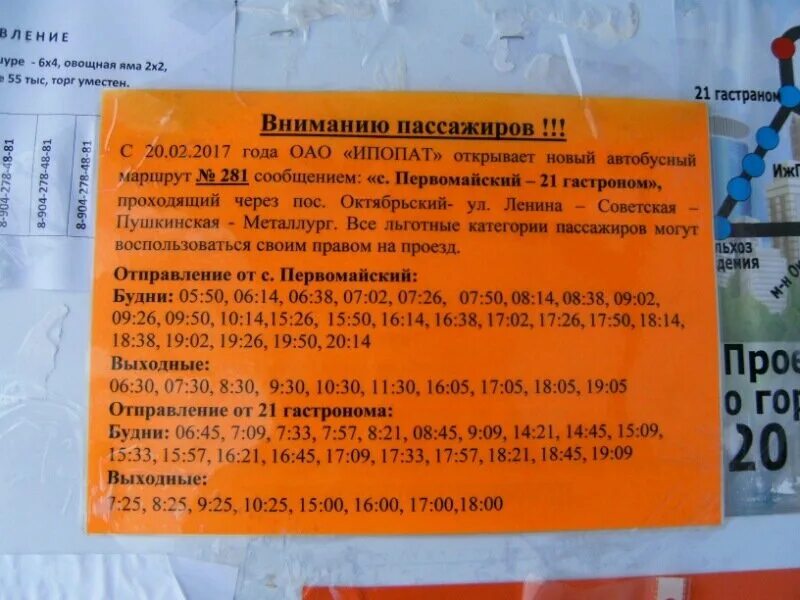 ВЛЕНИЕ
- 6х4, овощная яма 2х2,
55 тыс, торг уместен.
8-904-278-48-81
8-904-278-48-81
8-904-278-48-81
Вниманию пассажиров !!!
С 20.02.2017 года ОАО «ИПОПАТ» открывает новый автобусный
маршрут № 281 сообщением: «с. Первомайский – 21 гастроном»,
проходящий через пос. Октябрьский- ул. Ленина – Советская –
Пушкинская - Металлург. Все льготные категории пассажиров могут
воспользоваться своим правом на проезд.
Отправление от с. Первомайский:
Будни: 05:50, 06:14, 06:38, 07:02, 07:26, 07:50, 08:14, 08:38, 09:02,
09:26, 09:50, 10:14,15:26, 15:50, 16:14, 16:38, 17:02, 17:26, 17:50, 18:14,
18:38, 19:02, 19:26, 19:50, 20:14
Выходные:
06:30, 07:30, 8:30, 9:30, 10:30, 11:30, 16:05, 17:05, 18:05, 19:05
Отправление от 21 гастронома:
Будни: 06:45, 7:09, 7:33, 7:57, 8:21, 08:45, 9:09, 14:21, 14:45, 15:09,
15:33, 15:57, 16:21, 16:45, 17:09, 17:33, 17:57, 18:21, 18:45, 19:09
Выходные:
7:25, 8:25, 9:25, 10:25, 15:00, 16:00, 17:00,18:00
21 гастраном
ИжГ
льхоз
демия
м-н Ок
Прое
о гор
20